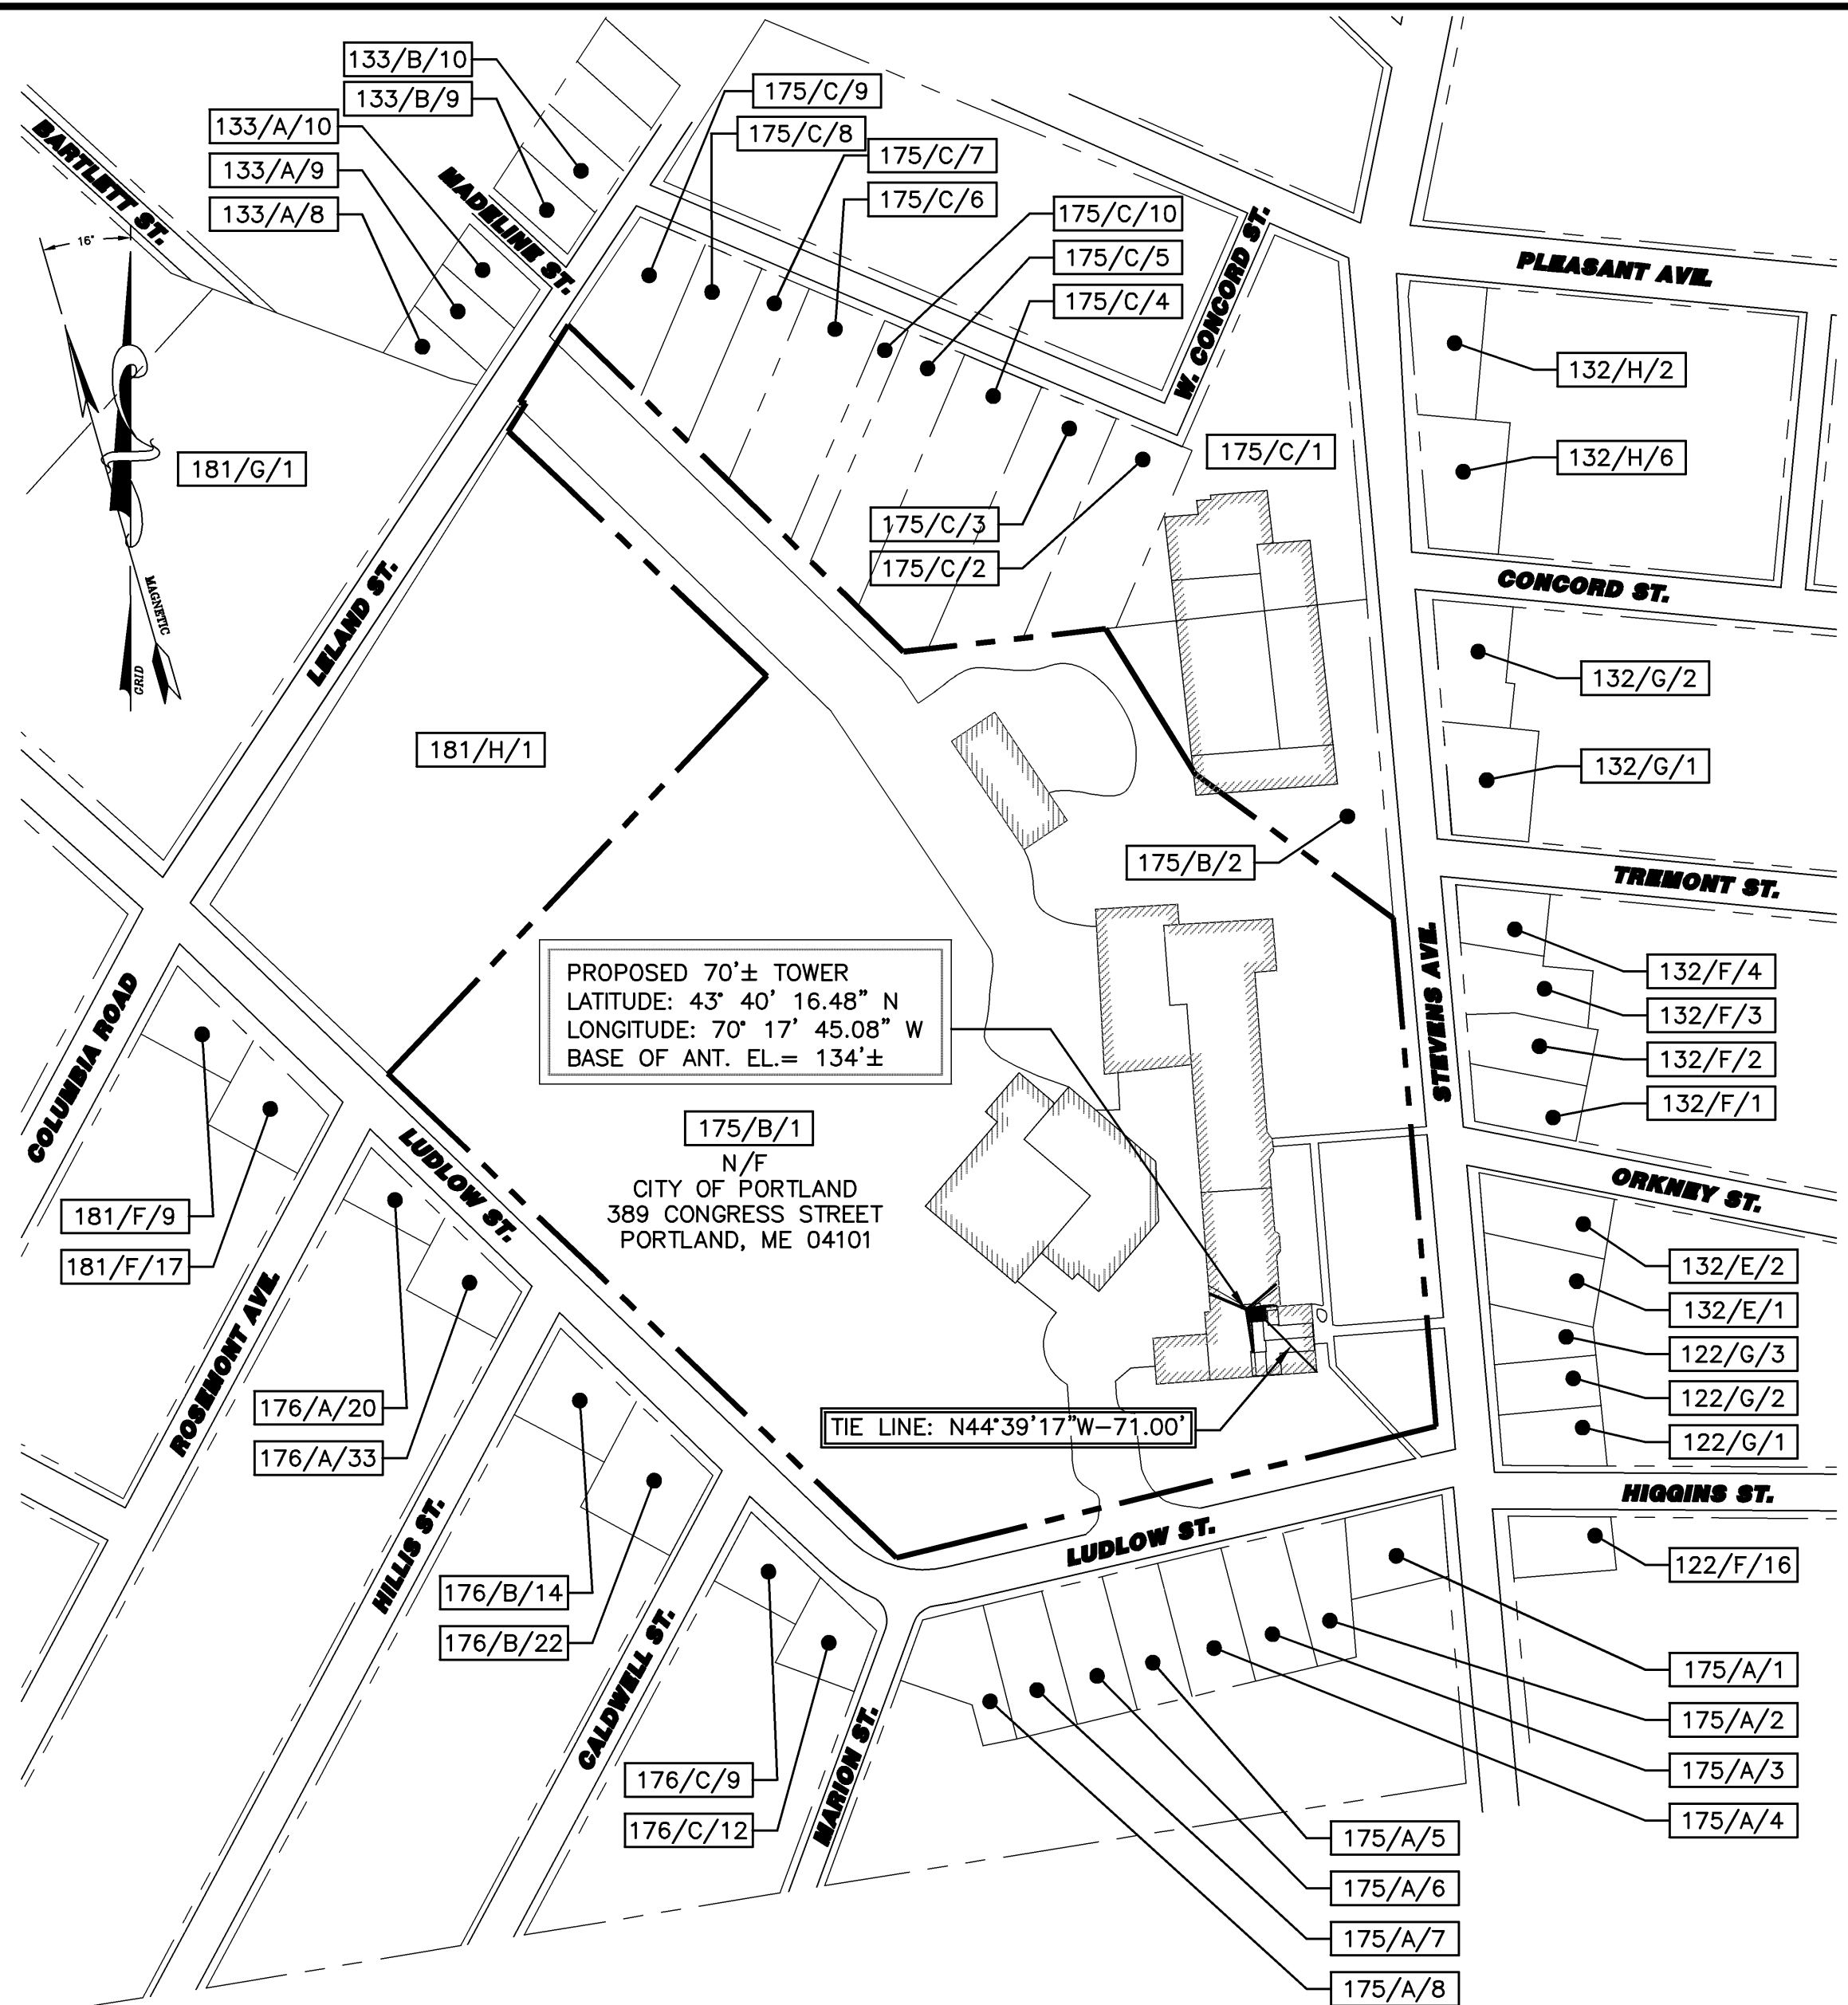 133/B/10
133/B/9
133/A/10
133/A/9
133/A/8
175/C/9
175/C/8
175/C/7
175/C/6
175/C/10
175/C/5
175/C/4
BARTLETT ST.
MADELINE ST.
W. CONCORD ST.
PLEASANT AVE.
16°
MAGNETIC
GRID
181/G/1
175/C/1
132/H/2
132/H/6
175/C/3
175/C/2
LELAND ST.
CONCORD ST.
132/G/2
132/G/1
181/H/1
175/B/2
TREMONT ST.
STEVENS AVE.
132/F/4
132/F/3
132/F/2
132/F/1
PROPOSED 70'± TOWER
LATITUDE: 43° 40' 16.48" N
LONGITUDE: 70° 17' 45.08" W
BASE OF ANT. EL.= 134'±
175/B/1
N/F
CITY OF PORTLAND
389 CONGRESS STREET
PORTLAND, ME 04101
COLUMBIA ROAD
LUDLOW ST.
ORKNEY ST.
181/F/9
181/F/17
132/E/2
132/E/1
122/G/3
122/G/2
122/G/1
ROSEMONT AVE.
176/A/20
176/A/33
TIE LINE: N44°39'17"W-71.00'
HIGGINS ST.
LUDLOW ST.
HILLIS ST.
122/F/16
176/B/14
176/B/22
CALDWELL ST.
MARION ST.
176/C/9
176/C/12
175/A/1
175/A/2
175/A/3
175/A/4
175/A/5
175/A/6
175/A/7
175/A/8